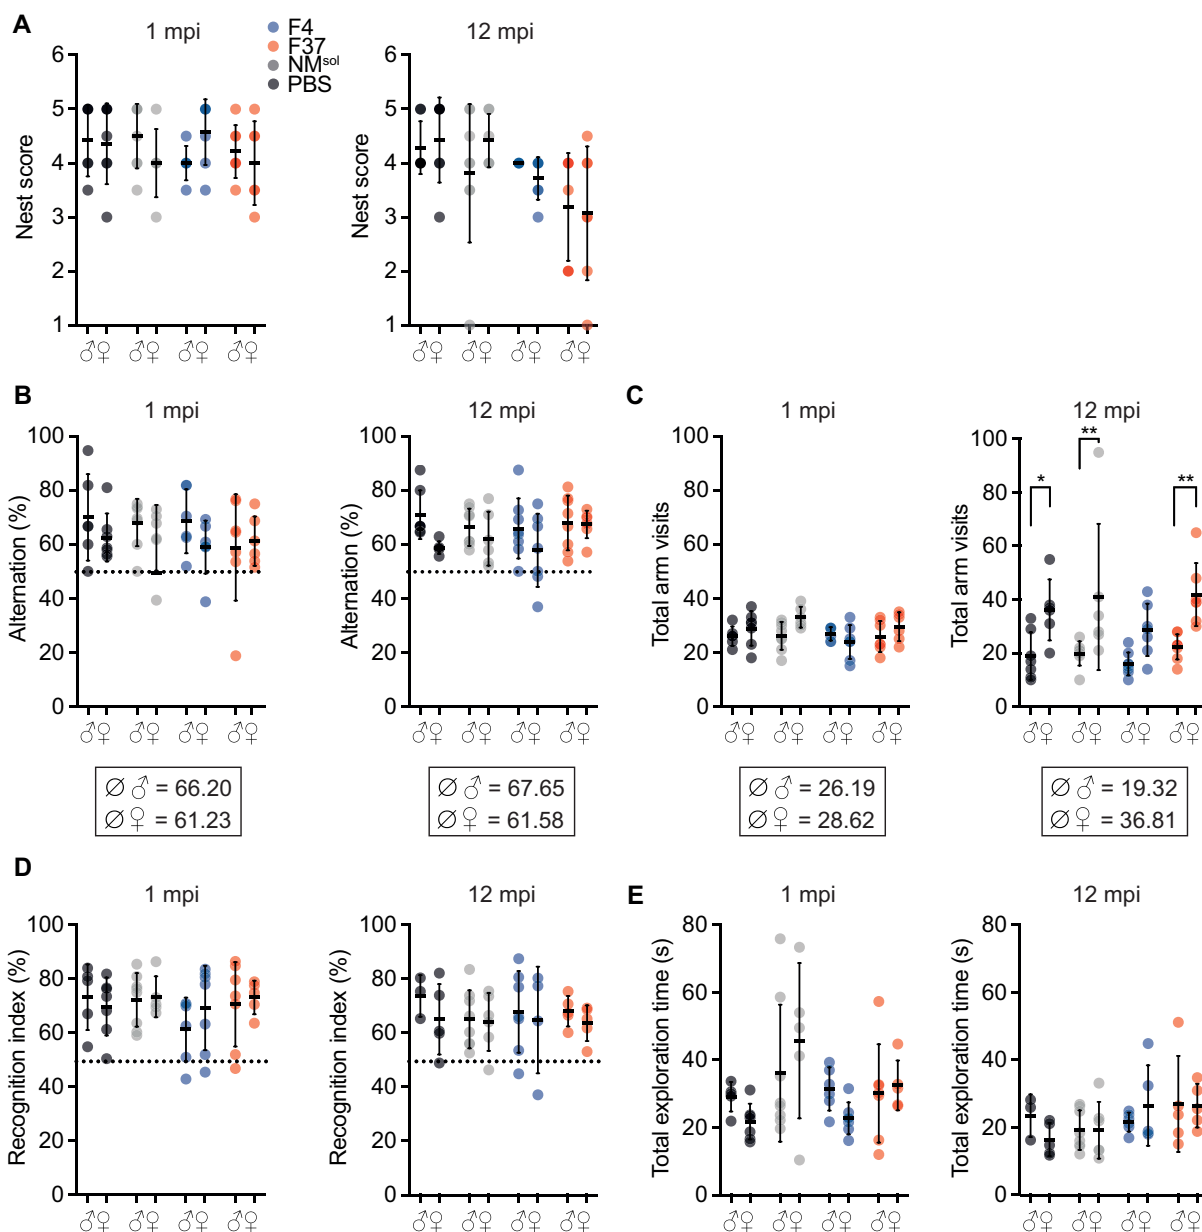 A
1 mpi
12 mpi
F4
F37
NMsol
PBS
Nest score
6
5
4
3
2
1
♂♀ ♂♀ ♂♀ ♂♀
Nest score
6
5
4
3
2
1
♂♀ ♂♀ ♂♀ ♂♀
B
1 mpi
Alternation (%)
100
80
60
40
20
0
♂♀ ♂♀ ♂♀ ♂♀
∅ ♂ = 66.20
∅ ♀ = 61.23
12 mpi
Alternation (%)
100
80
60
40
20
0
♂♀ ♂♀ ♂♀ ♂♀
∅ ♂ = 67.65
∅ ♀ = 61.58
C
1 mpi
Total arm visits
100
80
60
40
20
0
♂♀ ♂♀ ♂♀ ♂♀
∅ ♂ = 26.19
∅ ♀ = 28.62
12 mpi
Total arm visits
100
80
60
40
20
0
*
**
**
♂♀ ♂♀ ♂♀ ♂♀
∅ ♂ = 19.32
∅ ♀ = 36.81
D
1 mpi
Recognition index (%)
100
80
60
40
20
0
♂♀ ♂♀ ♂♀ ♂♀
12 mpi
Recognition index (%)
100
80
60
40
20
0
♂♀ ♂♀ ♂♀ ♂♀
E
1 mpi
Total exploration time (s)
80
60
40
20
0
♂♀ ♂♀ ♂♀ ♂♀
12 mpi
Total exploration time (s)
80
60
40
20
0
♂♀ ♂♀ ♂♀ ♂♀